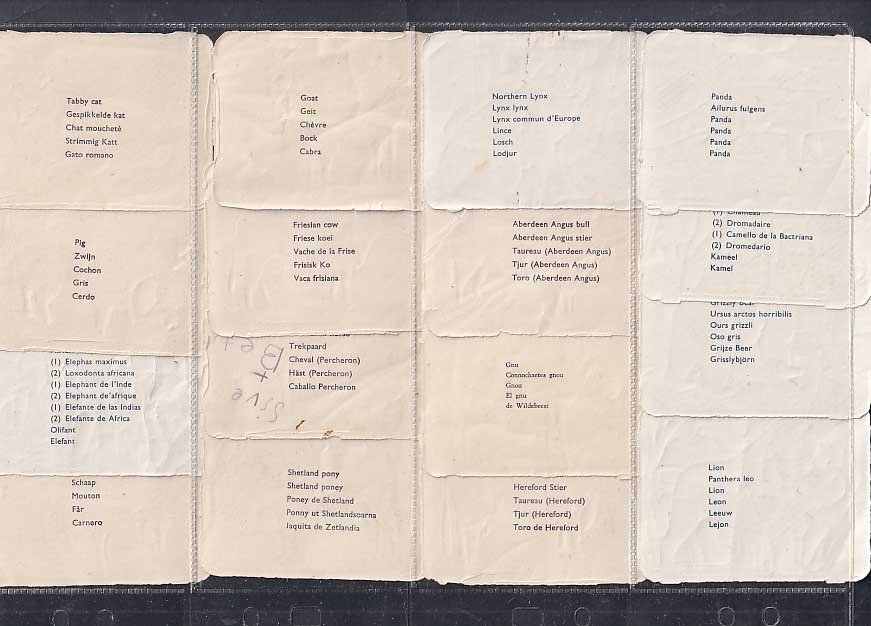 Tabby cat
Gespikkelde kat
Chat moucheté
Strimmig Katt
Gato romano
Pig
Zwijn
Cochon
Gris
Cerdo
(1) Elephas maximus
(2) Loxodonta africana
(1) Elephant de l'Inde
(2) Elephant de'afrique
(1) Elefante de las Indias
(2) Elefante de Africa
Olifant
Elefant
Schaap
Mouton
Får
Carnero
Goat
Geit
Chèvre
Bock
Cabra
Friesian cow
Friese koei
Vache de la Frise
Frisisk Ko
Vaca frisiana
Trekpaard
Cheval (Percheron)
Häst (Percheron)
Caballo Percheron
Shetland pony
Shetland poney
Poney de Shetland
Ponny ut Shetlandsoarna
Jaquita de Zetlandia
Northern Lynx
Lynx lynx
Lynx commun d'Europe
Lince
Losch
Lodjur
Aberdeen Angus bull
Aberdeen Angus stier
Taureau (Aberdeen Angus)
Tjur (Aberdeen Angus)
Toro (Aberdeen Angus)
Gnu
Connochaetes gnou
Gnou
El gnu
de Wildebeest
Hereford Stier
Taureau (Hereford)
Tjur (Hereford)
Toro de Hereford
Panda
Ailurus fulgens
Panda
Panda
Panda
Panda
(1) Chameau
(2) Dromadaire
(1) Camello de la Bactriana
(2) Dromedario
Kameel
Kamel
Grizzly bear
Ursus arctos horribilis
Ours grizzli
Oso gris
Grijze Beer
Grisslybjörn
Lion
Panthera leo
Lion
Leon
Leeuw
Lejon